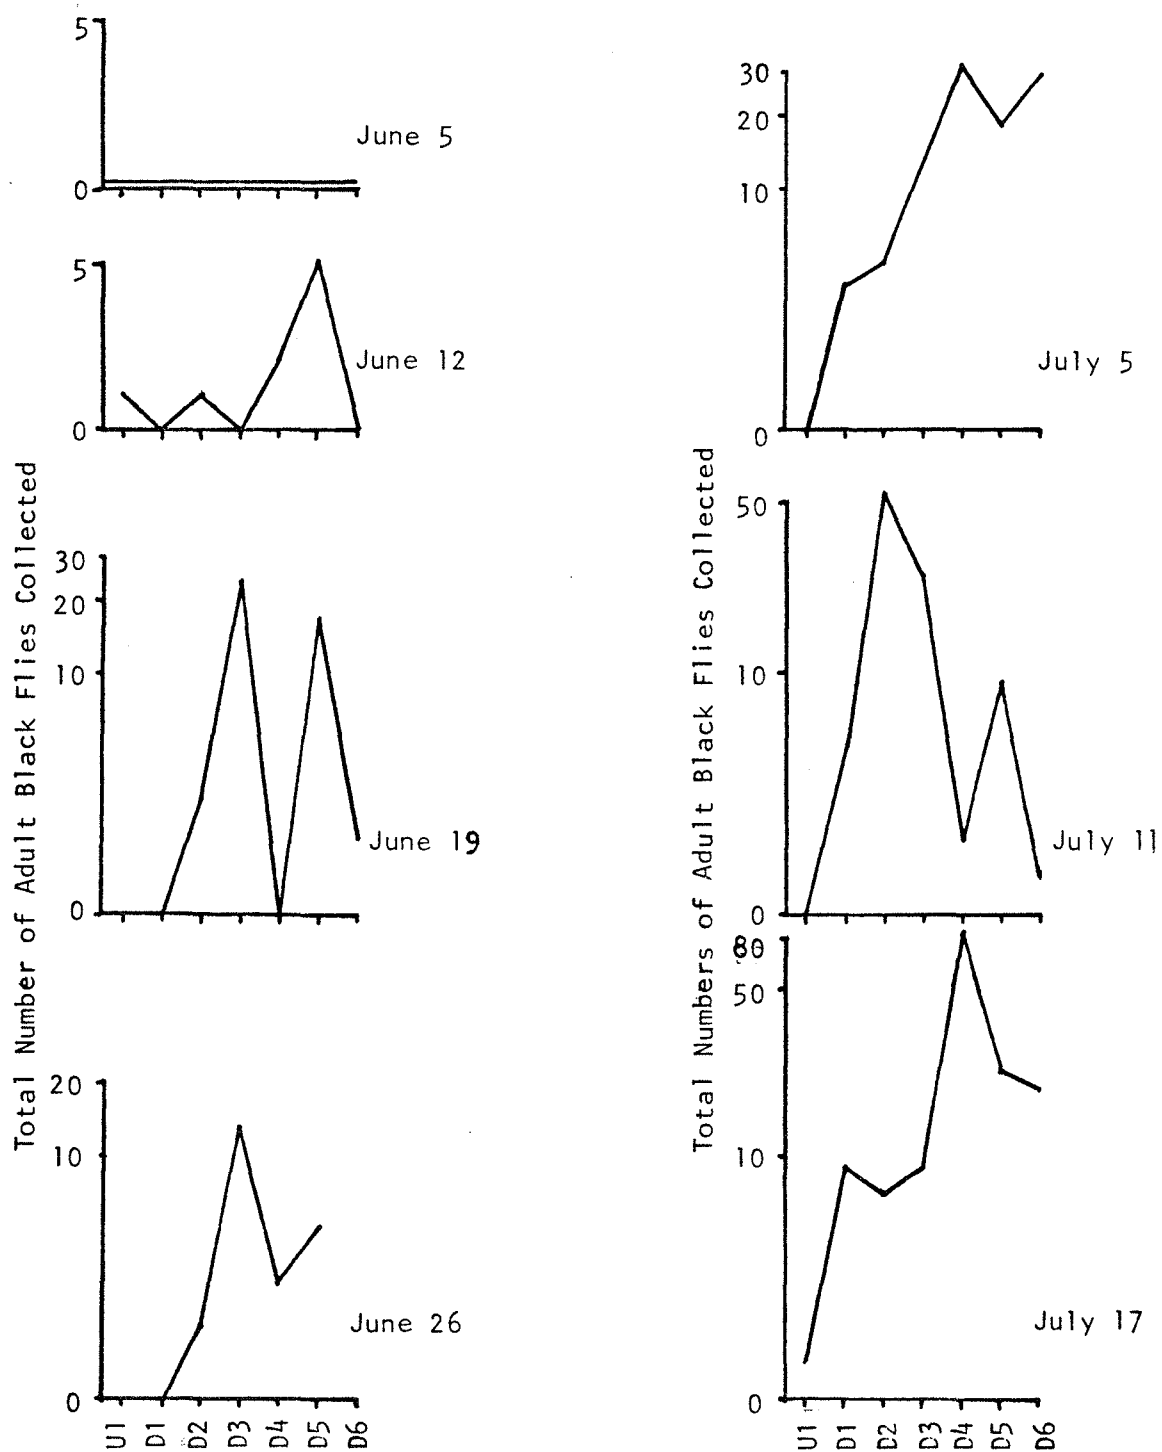 Total Number of Adult Black Flies Collected
5
0
June 5
5
0
June 12
30
20
10
0
June 19
20
10
0
June 26
U1 D1 D2 D3 D4 D5 D6
Total Numbers of Adult Black Flies Collected
30
20
10
0
July 5
50
10
0
July 11
80
50
10
0
July 17
U1 D1 D2 D3 D4 D5 D6